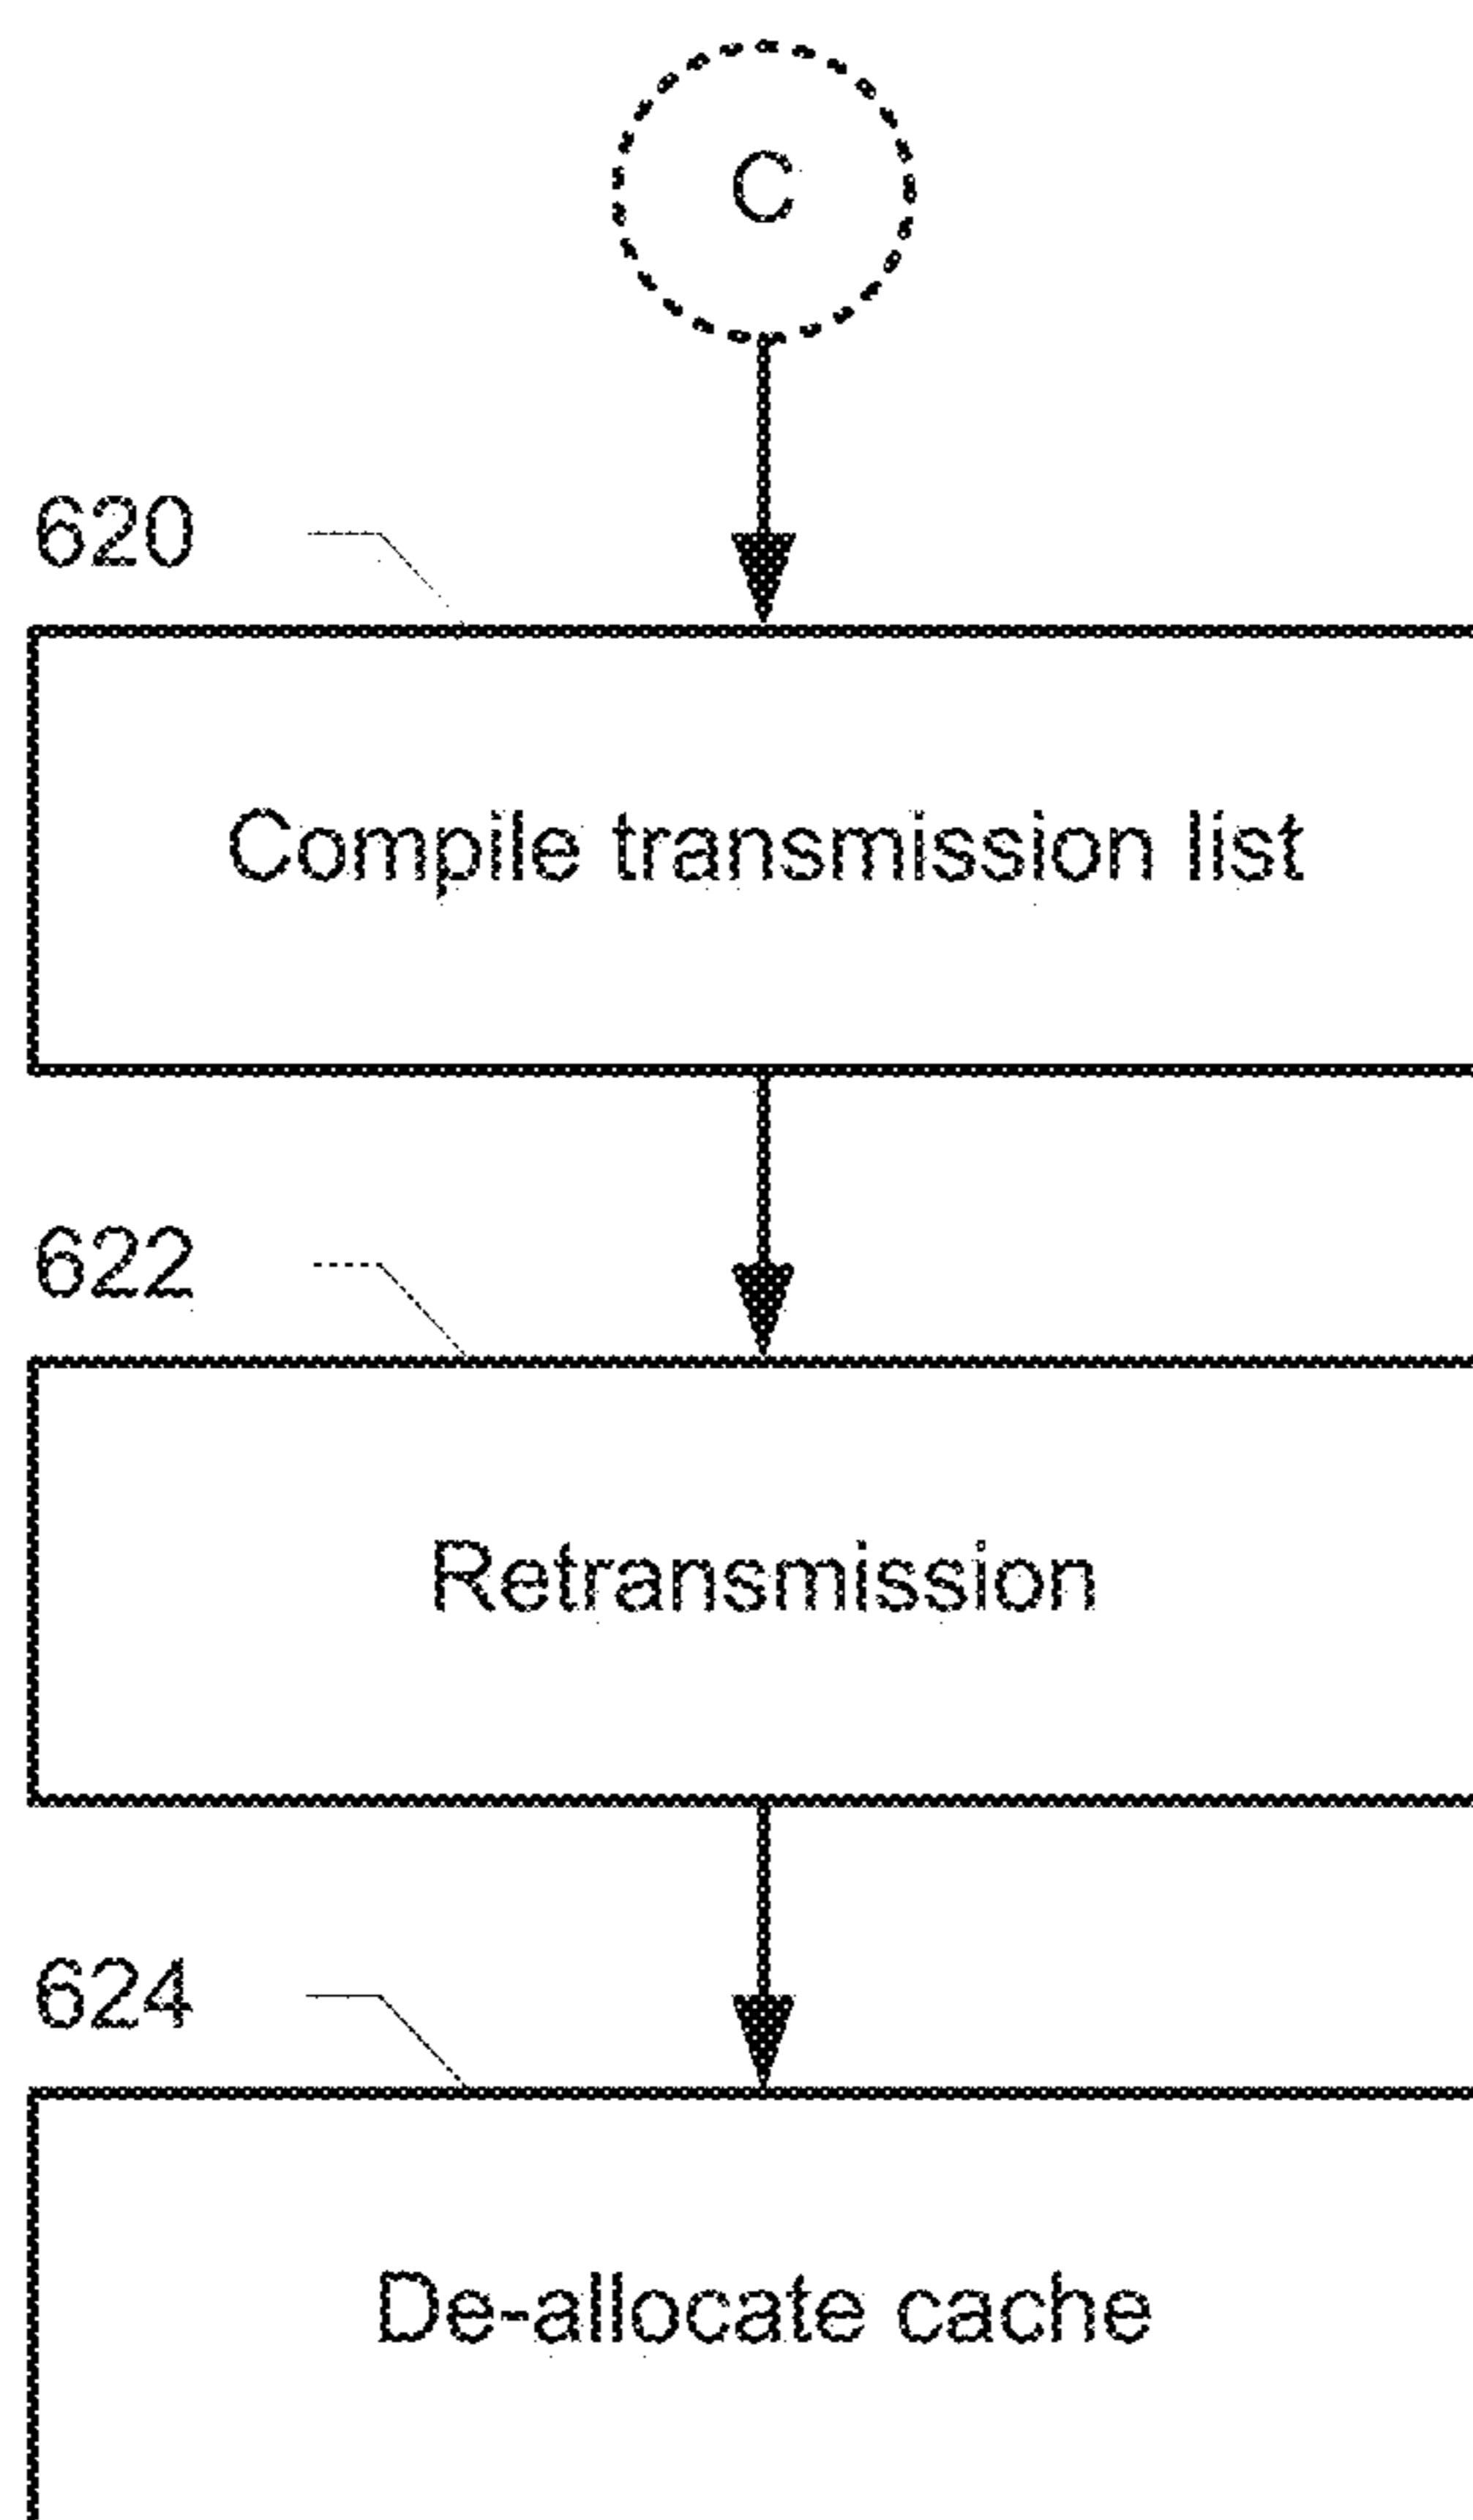 C
620
Compile transmission list
622
Retransmission
624
De-allocate cache